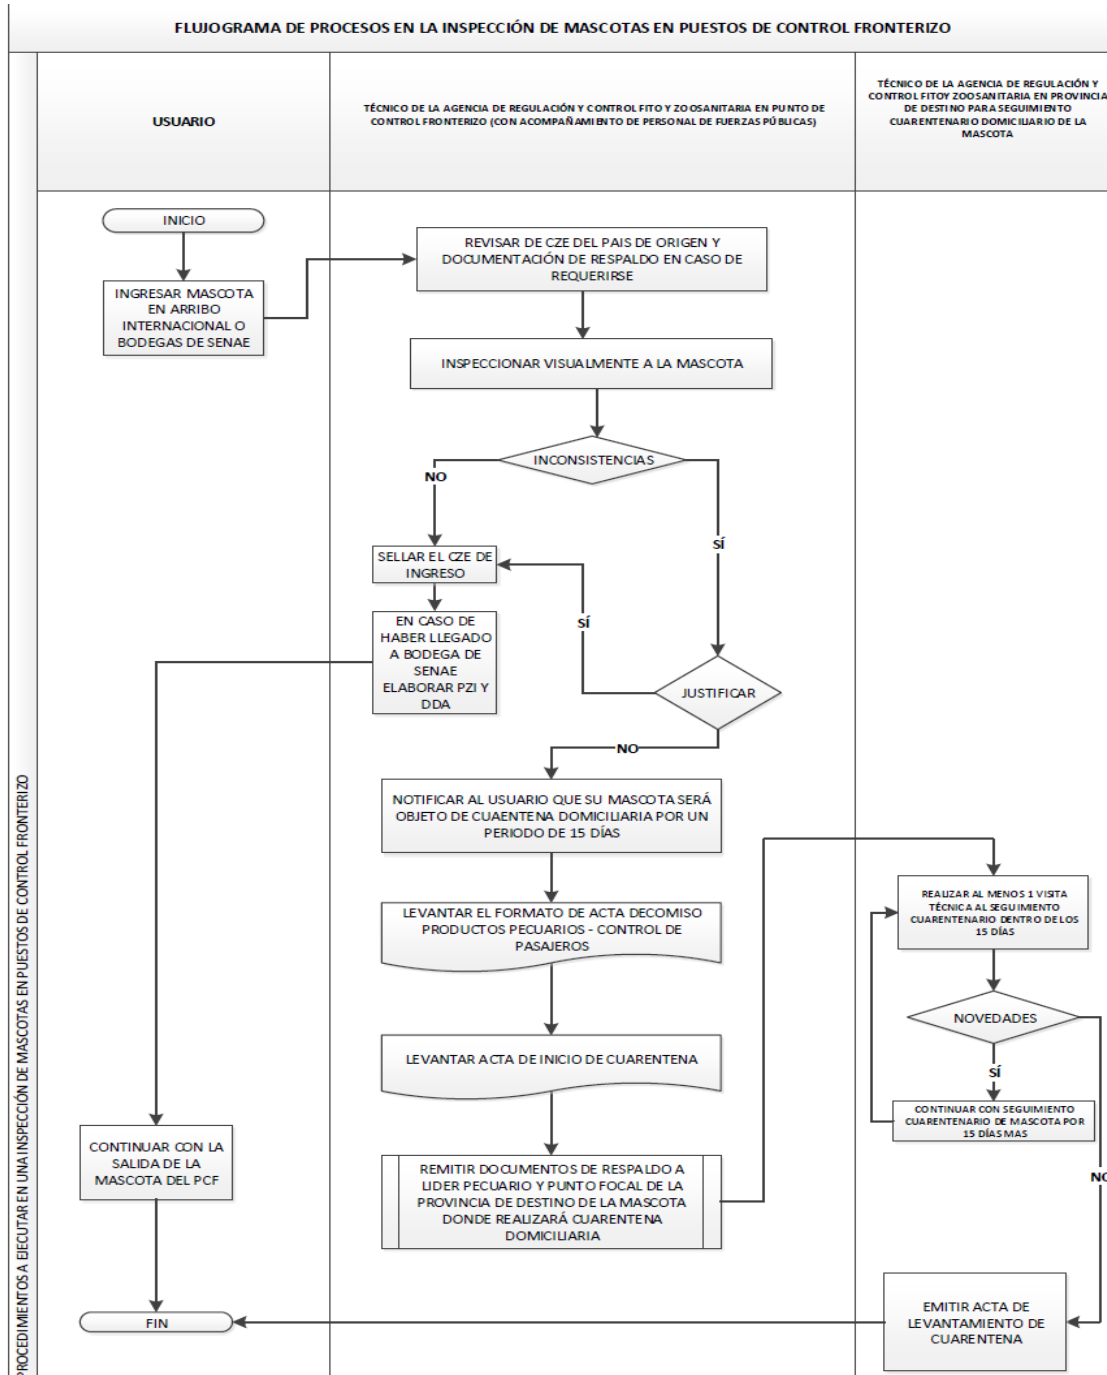 FLUJOGRAMA DE PROCESOS EN LA INSPECCIÓN DE MASCOTAS EN PUESTOS DE CONTROL FRONTERIZO
PROCEDIMIENTOS A EJECUTAR EN UNA INSPECCIÓN DE MASCOTAS EN PUESTOS DE CONTROL FRONTERIZO
USUARIO
TÉCNICO DE LA AGENCIA DE REGULACIÓN Y CONTROL FITO Y ZOOSANITARIA EN PUNTO DE
CONTROL FRONTERIZO (CON ACOMPAÑAMIENTO DE PERSONAL DE FUERZAS PÚBLICAS)
TÉCNICO DE LA AGENCIA DE REGULACIÓN Y
CONTROL FITOY ZOOSANITARIA EN PROVINCIA
DE DESTINO PARA SEGUIMIENTO
CUARENTENARIO DOMICILIARIO DE LA
MASCOTA
INICIO
INGRESAR MASCOTA
EN ARRIBO
INTERNACIONAL O
BODEGAS DE SENAE
REVISAR DE CZE DEL PAIS DE ORIGEN Y
DOCUMENTACIÓN DE RESPALDO EN CASO DE
REQUERIRSE
INSPECCIONAR VISUALMENTE A LA MASCOTA
INCONSISTENCIAS
NO
SÍ
SELLAR EL CZE DE
INGRESO
SÍ
EN CASO DE
HABER LLEGADO
A BODEGA DE
SENAE
ELABORAR PZI Y
DDA
JUSTIFICAR
NO
NOTIFICAR AL USUARIO QUE SU MASCOTA SERÁ
OBJETO DE CUAENTENA DOMICILIARIA POR UN
PERIODO DE 15 DÍAS
LEVANTAR EL FORMATO DE ACTA DECOMISO
PRODUCTOS PECUARIOS - CONTROL DE
PASAJEROS
LEVANTAR ACTA DE INICIO DE CUARENTENA
REMITIR DOCUMENTOS DE RESPALDO A
LIDER PECUARIO Y PUNTO FOCAL DE LA
PROVINCIA DE DESTINO DE LA MASCOTA
DONDE REALIZARÁ CUARENTENA
DOMICILIARIA
REALIZAR AL MENOS 1 VISITA
TÉCNICA AL SEGUIMIENTO
CUARENTENARIO DENTRO DE LOS
15 DÍAS
NOVEDADES
SÍ
CONTINUAR CON SEGUIMIENTO
CUARENTENARIO DE MASCOTA POR
15 DÍAS MAS
NO
EMITIR ACTA DE
LEVANTAMIENTO DE
CUARENTENA
CONTINUAR CON LA
SALIDA DE LA
MASCOTA DEL PCF
FIN